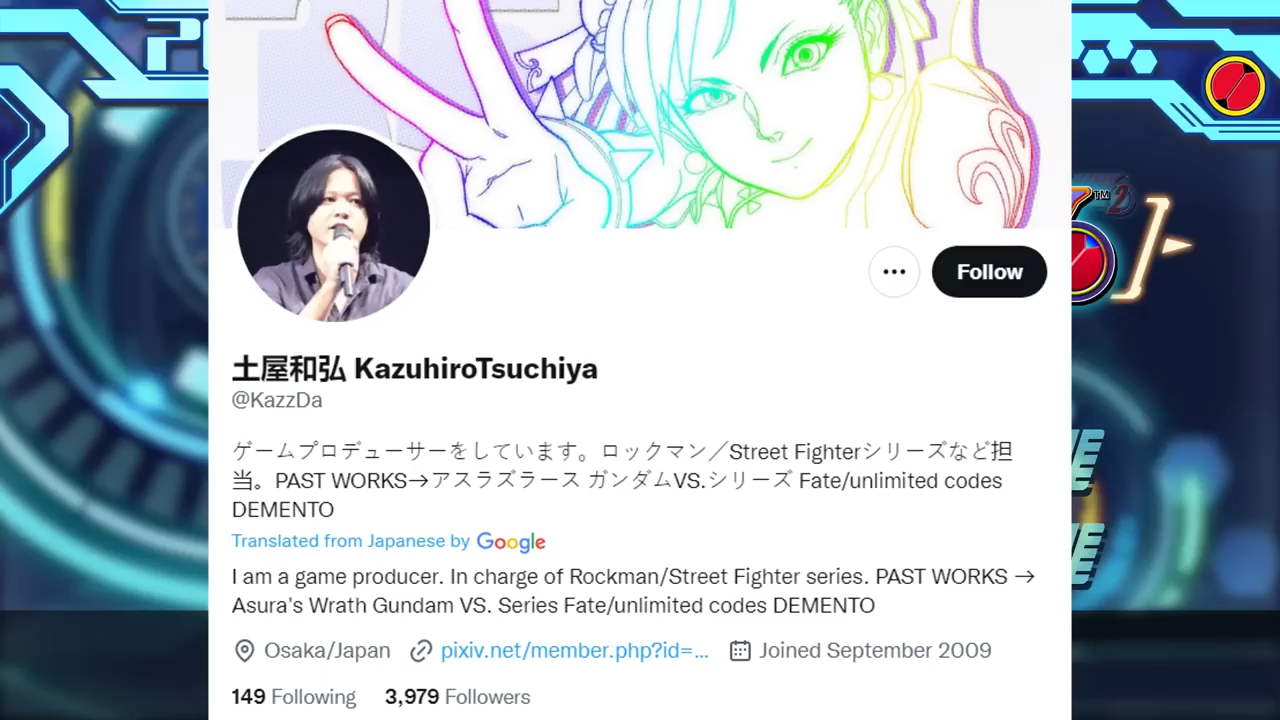 Follow
土屋和弘 KazuhiroTsuchiya
@KazzDa
ゲームプロデューサーをしています。ロックマン／Street Fighterシリーズなど担
当。PAST WORKS→アスラズラース ガンダムVS.シリーズ Fate/unlimited codes
DEMENTO
Translated from Japanese by Google
I am a game producer. In charge of Rockman/Street Fighter series. PAST WORKS →
Asura's Wrath Gundam VS. Series Fate/unlimited codes DEMENTO
Osaka/Japan pixiv.net/member.php?id=... Joined September 2009
149 Following 3,979 Followers